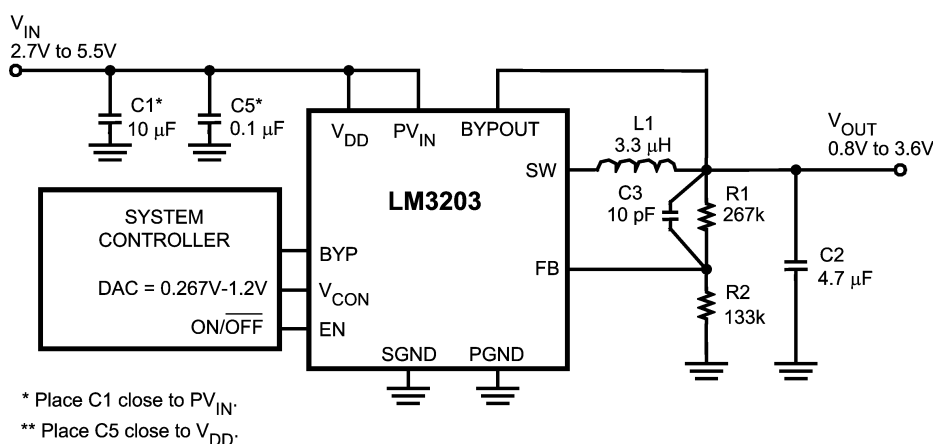 V_IN
2.7V to 5.5V
C1*
10 μF
C5*
0.1 μF
V_DD
PV_IN
BYPOUT
L1
3.3 μH
V_OUT
0.8V to 3.6V
SW
LM3203
C3
10 pF
R1
267k
SYSTEM
CONTROLLER
BYP
FB
C2
4.7 μF
DAC = 0.267V-1.2V
V_CON
R2
133k
ON/O̅F̅F̅
EN
SGND
PGND
* Place C1 close to PV_IN.
** Place C5 close to V_DD.